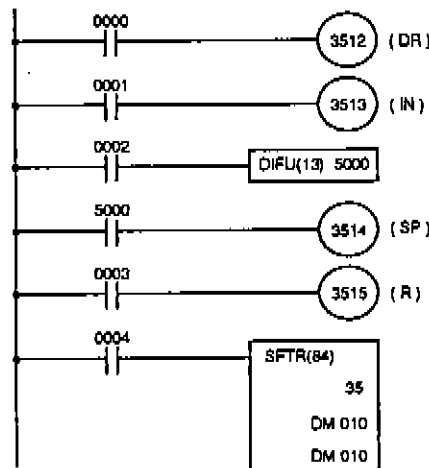 0000
3512 (DR)
0001
3513 (IN)
0002
DIFU(13) 5000
5000
3514 (SP)
0003
3515 (R)
0004
SFTR(84)
35
DM 010
DM 010